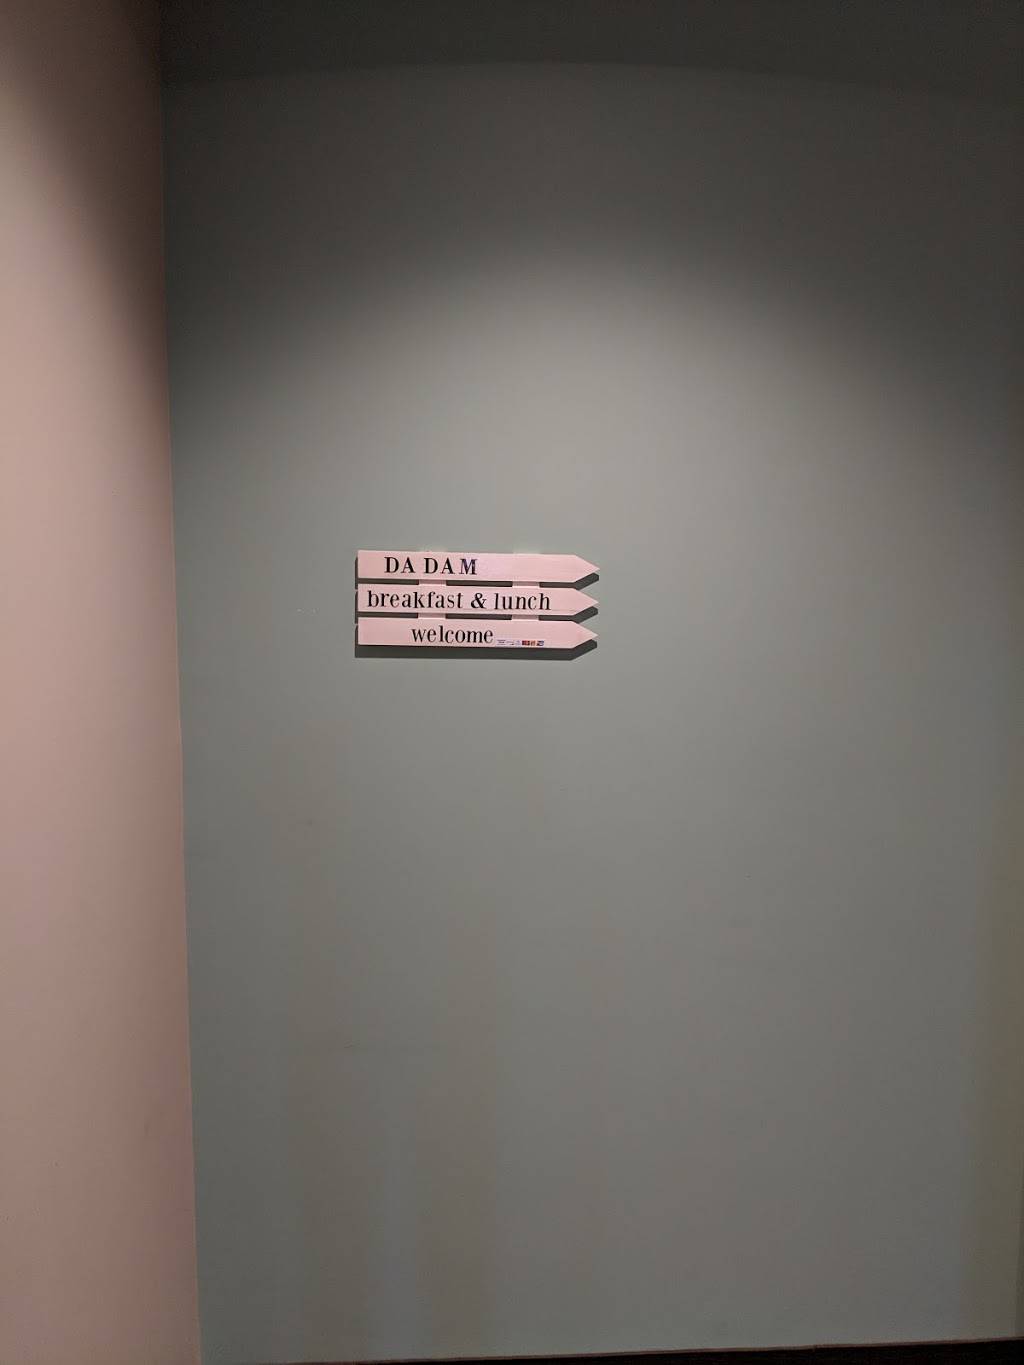 DA DAM
breakfast & lunch
welcome